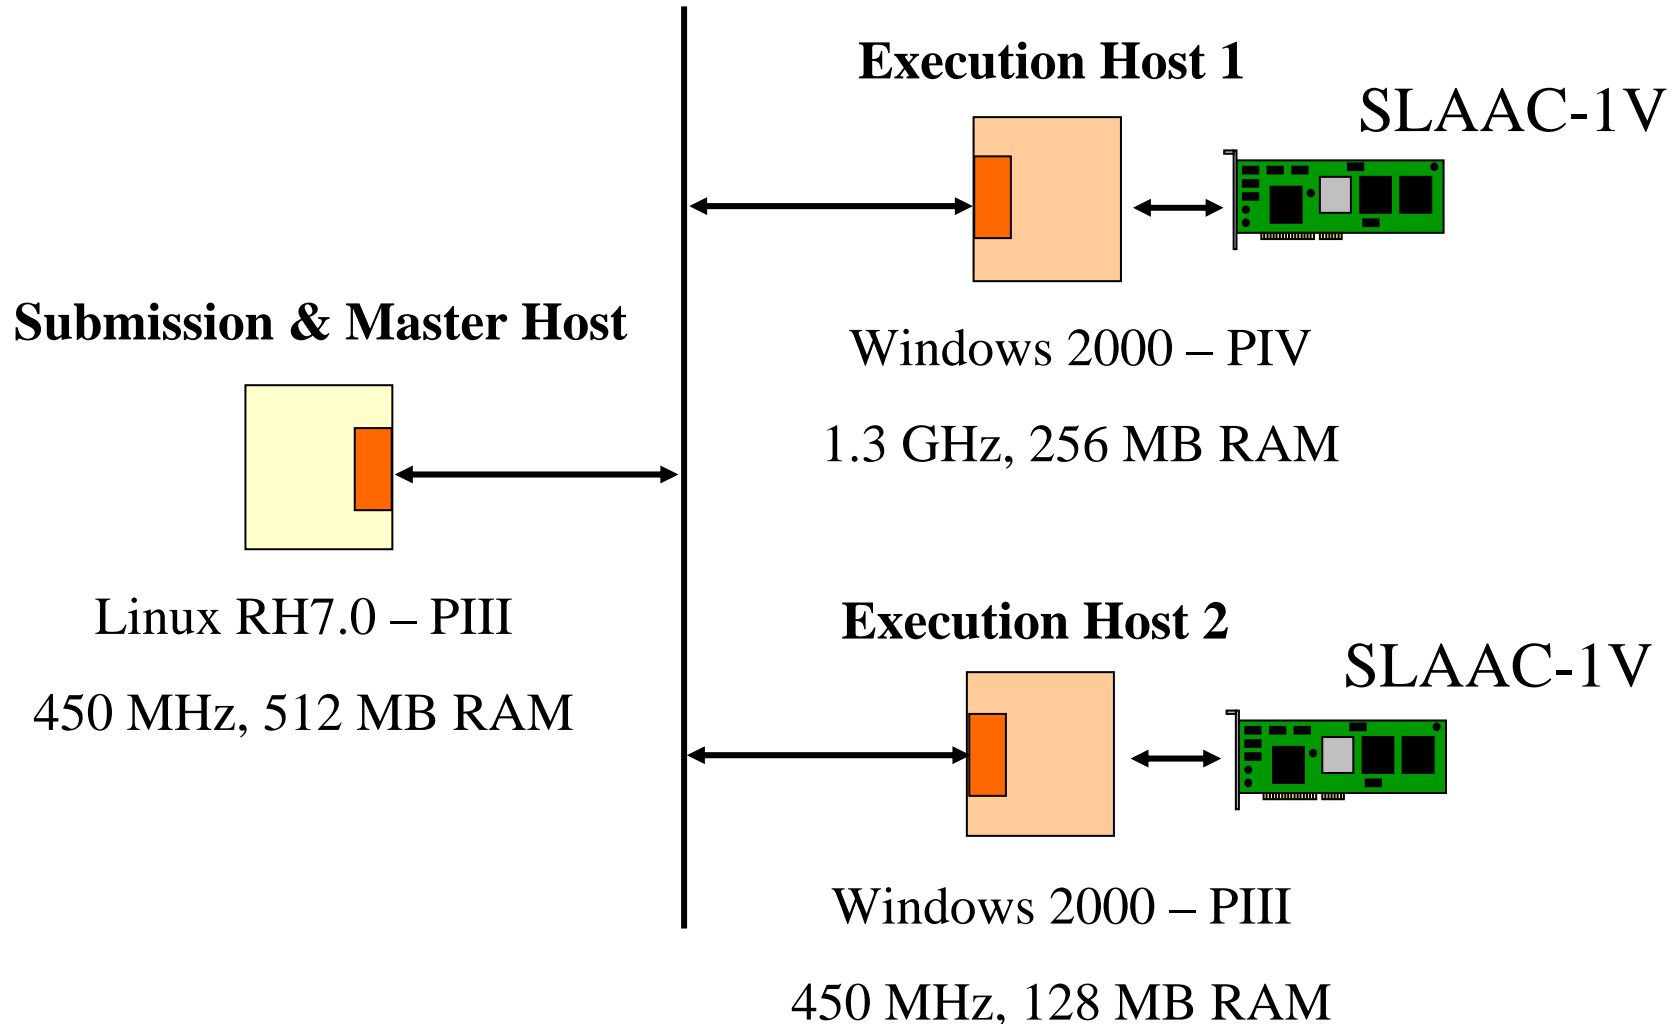 Submission & Master Host
Linux RH7.0 – PIII
450 MHz, 512 MB RAM
Execution Host 1
SLAAC-1V
Windows 2000 – PIV
1.3 GHz, 256 MB RAM
Execution Host 2
SLAAC-1V
Windows 2000 – PIII
450 MHz, 128 MB RAM